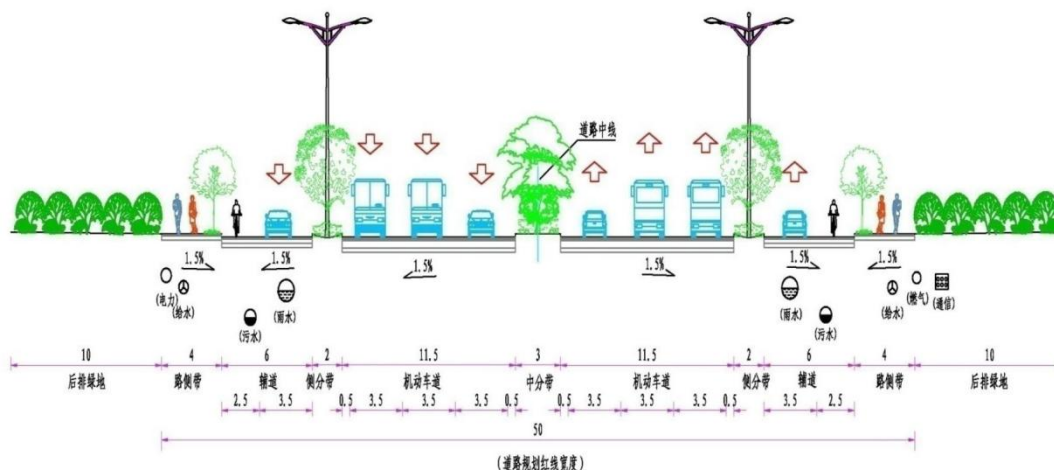 道路中线
1.5% 1.5% 1.5% 1.5% 1.5% 1.5%
(电力)
(给水)
(污水)
(雨水)
(雨水)
(污水)
(给水)
(燃气)
(通信)
10 4 6 2 11.5 3 11.5 2 6 4 10
后排绿地 路侧带 辅道 侧分带 机动车道 中分带 机动车道 侧分带 辅道 路侧带 后排绿地
2.5 3.5 0.5 3.5 3.5 3.5 0.5 0.5 3.5 3.5 3.5 0.5 3.5 2.5
50
(道路规划红线宽度)